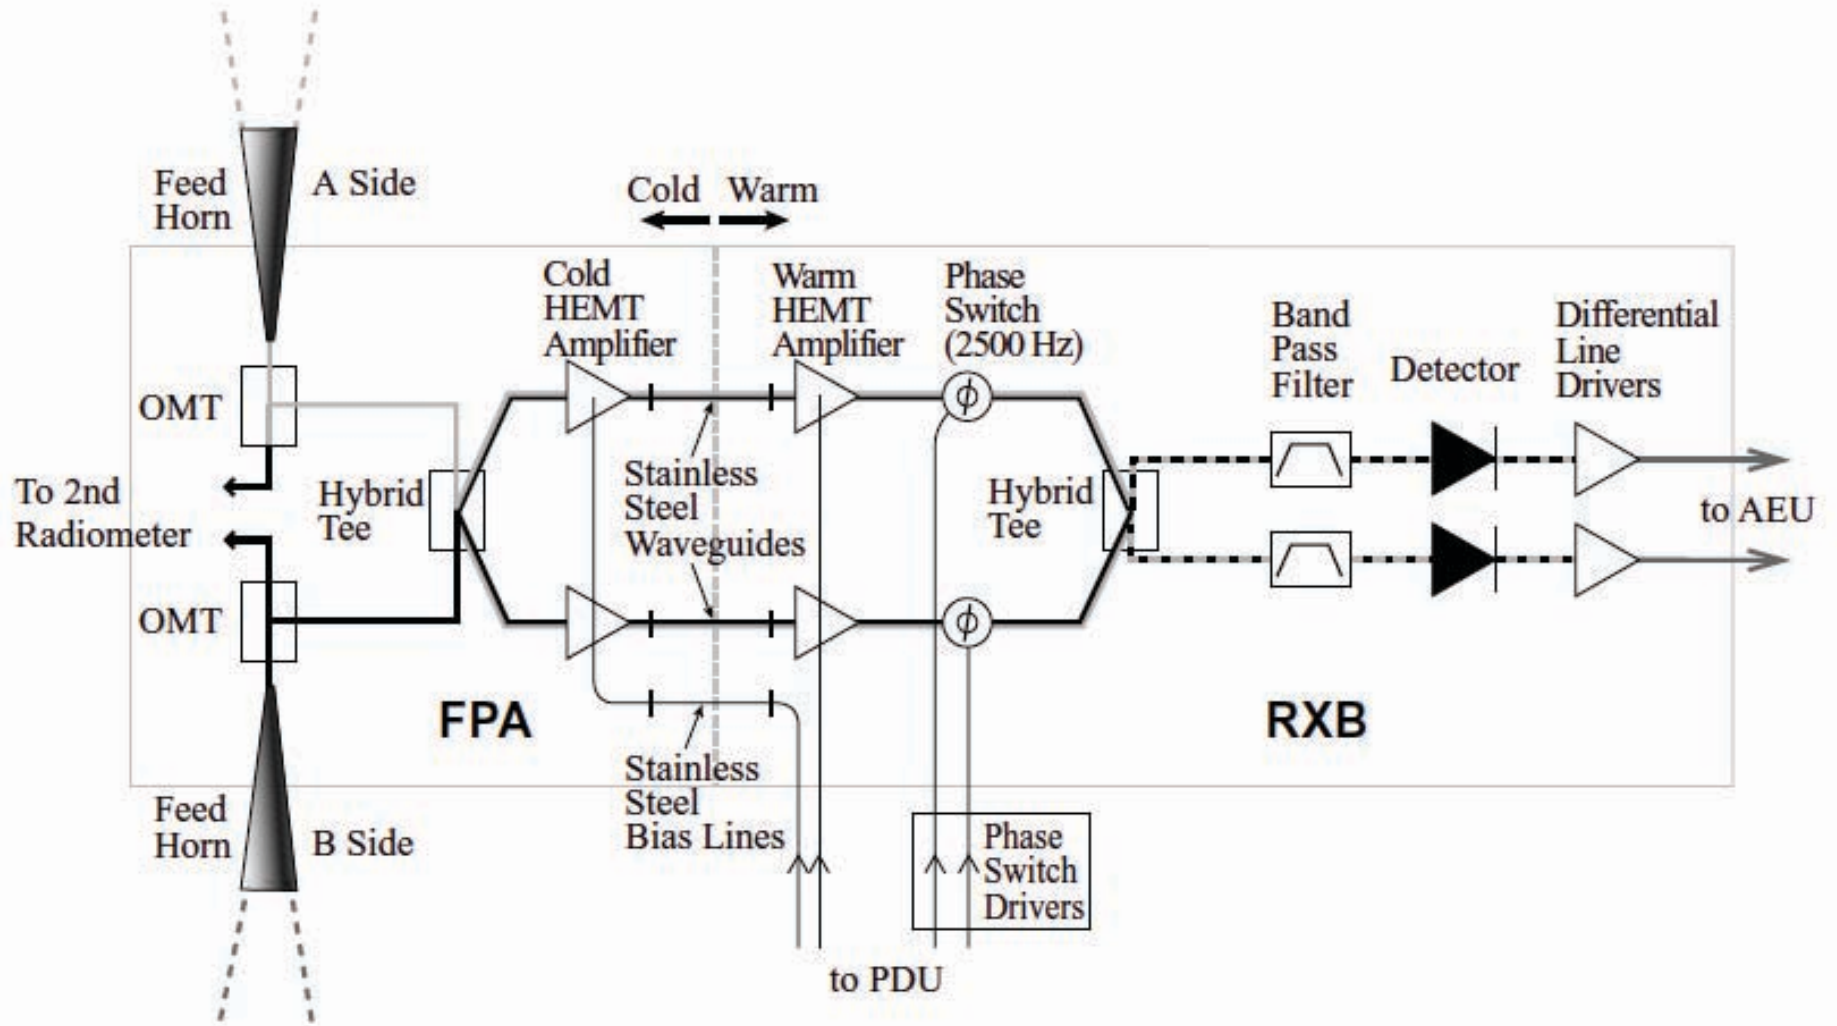 Feed
Horn
A Side
Cold
Warm
Cold
HEMT
Amplifier
Warm
HEMT
Amplifier
Phase
Switch
(2500 Hz)
Band
Pass
Filter
Detector
Differential
Line
Drivers
OMT
ϕ
To 2nd
Radiometer
Hybrid
Tee
Stainless
Steel
Waveguides
Hybrid
Tee
to AEU
OMT
ϕ
FPA
RXB
Stainless
Steel
Bias Lines
Feed
Horn
B Side
Phase
Switch
Drivers
to PDU